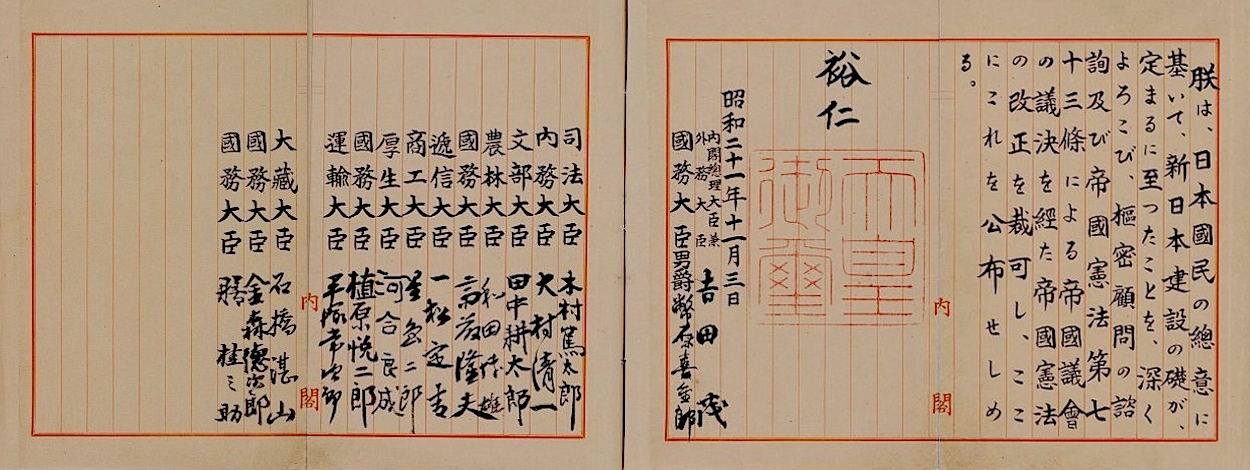 朕は、日本國民の總意に
基いて、新日本建設の礎が、
定まるに至つたことを、深く
よろこび、樞密顧問の諮
詢及び帝國憲法第七
十三條による帝國議會
の議決を經た帝國憲法
の改正を裁可し、ここ
にこれを公布せしめ
る。
裕仁
天皇御璽
昭和二十一年十一月三日
内閣總理大臣兼
外務大臣 吉田茂
國務大臣 男爵幣原喜重郎
内閣
司法大臣 木村篤太郎
内務大臣 大村清一
文部大臣 田中耕太郎
農林大臣 和田博雄
國務大臣 斎藤隆夫
遞信大臣 一松定吉
商工大臣 星島二郎
厚生大臣 河合良成
國務大臣 植原悦二郎
運輸大臣 平塚常次郎
内閣
大藏大臣 石橋湛山
國務大臣 金森德次郎
國務大臣 膳桂之助